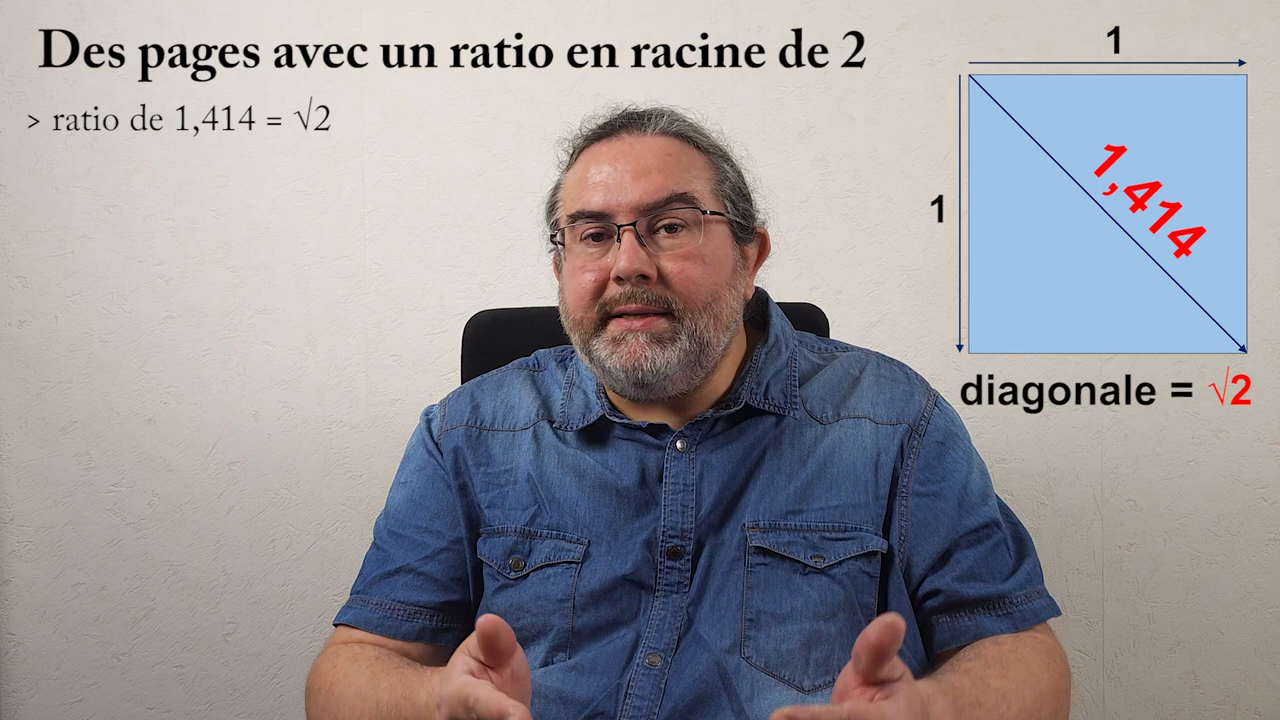 Des pages avec un ratio en racine de 2
> ratio de 1,414 = √2
1
1
1,414
diagonale = √2